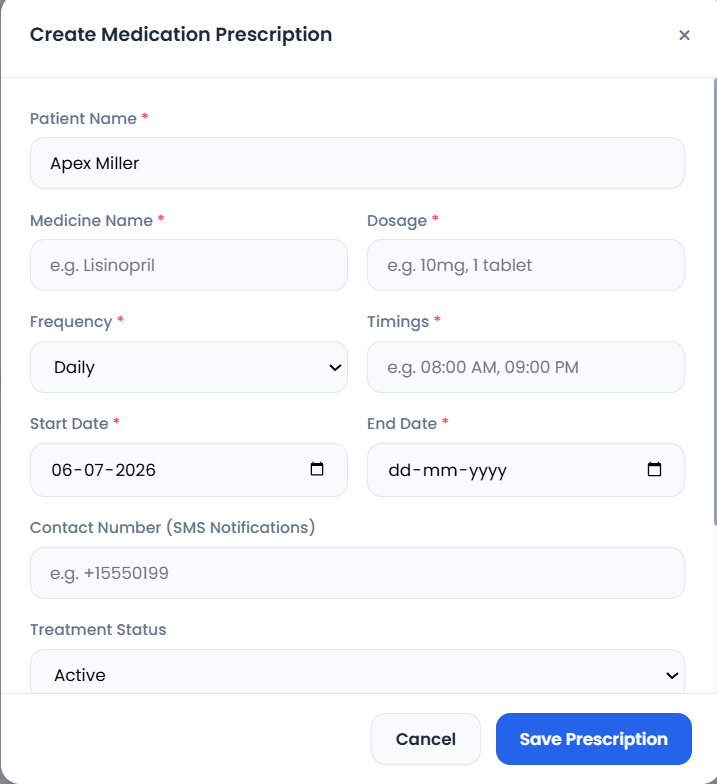 Create Medication Prescription ×
Patient Name *
Apex Miller
Medicine Name * Dosage *
e.g. Lisinopril e.g. 10mg, 1 tablet
Frequency * Timings *
Daily e.g. 08:00 AM, 09:00 PM
Start Date * End Date *
06-07-2026 dd-mm-yyyy
Contact Number (SMS Notifications)
e.g. +15550199
Treatment Status
Active
Cancel Save Prescription